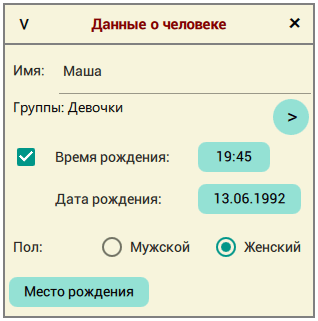 v Данные о человеке ×
Имя: Маша
Группы: Девочки
>
Время рождения: 19:45
Дата рождения: 13.06.1992
Пол: Мужской Женский
Место рождения